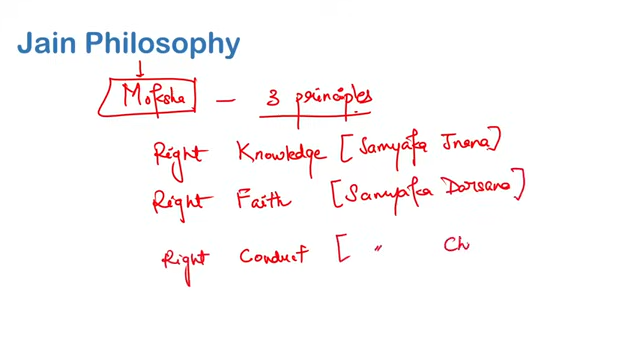 Jain Philosophy
Moksha - 3 principles
Right Knowledge [Samyaka Jnana]
Right Faith [Samyaka Darsana]
Right Conduct [ " Ch